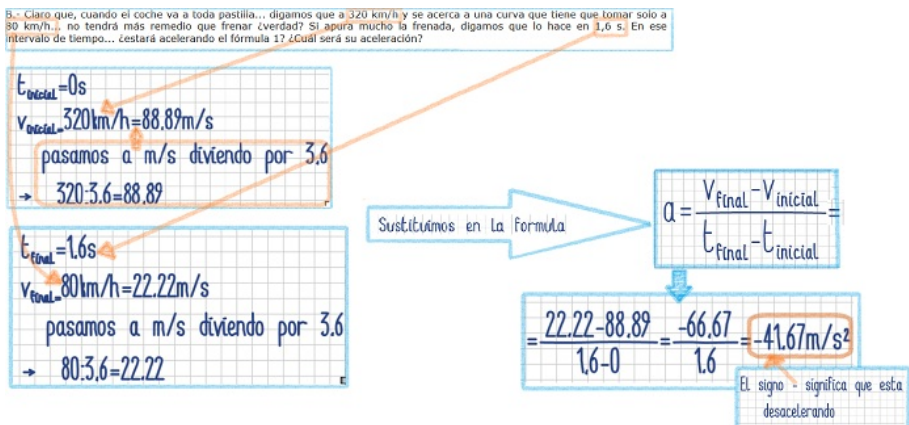 B.- Claro que, cuando el coche va a toda pastilla... digamos que a 320 km/h y se acerca a una curva que tiene que tomar solo a
80 km/h... no tendrá más remedio que frenar ¿verdad? Si apura mucho la frenada, digamos que lo hace en 1,6 s. En ese
intervalo de tiempo... ¿estará acelerando el fórmula 1? ¿Cuál será su aceleración?
t inicial =0s
v inicial= 320km/h=88,89m/s
pasamos a m/s diviendo por 3,6
→ 320:3,6=88,89
t final =1,6s
v final= 80km/h=22,22m/s
pasamos a m/s diviendo por 3,6
→ 80:3,6=22,22
Sustituímos en la formula
a = (v final - v inicial) / (t final - t inicial) =
= (22,22-88,89) / (1,6-0) = -66,67 / 1,6 = -41,67m/s²
El signo - significa que esta
desacelerando